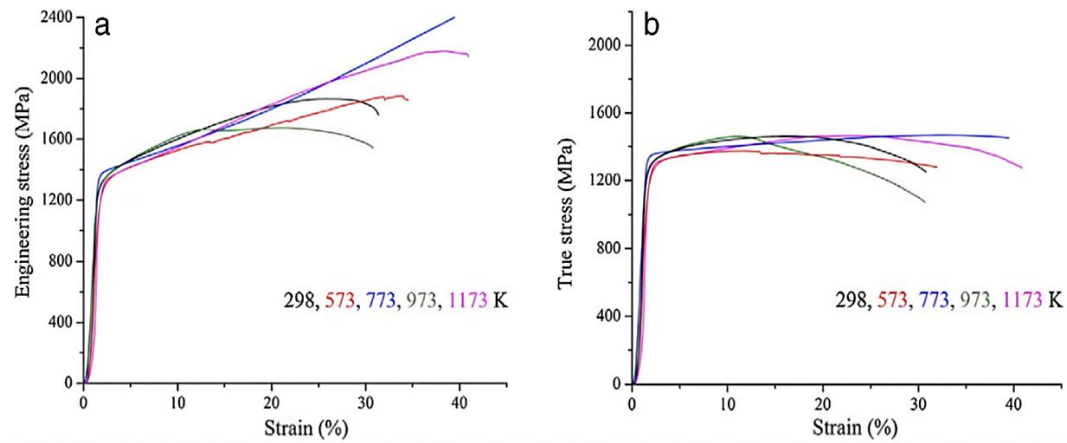 a
Engineering stress (MPa)
2400
2000
1600
1200
800
400
0
298, 573, 773, 973, 1173 K
0 10 20 30 40
Strain (%)
b
True stress (MPa)
2000
1600
1200
800
400
0
298, 573, 773, 973, 1173 K
0 10 20 30 40
Strain (%)